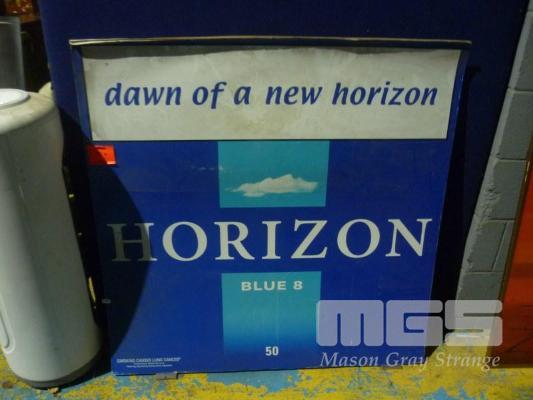 dawn of a new horizon
HORIZON
BLUE 8
50
SMOKING CAUSES LUNG CANCER
MGS
Mason Gray Strange